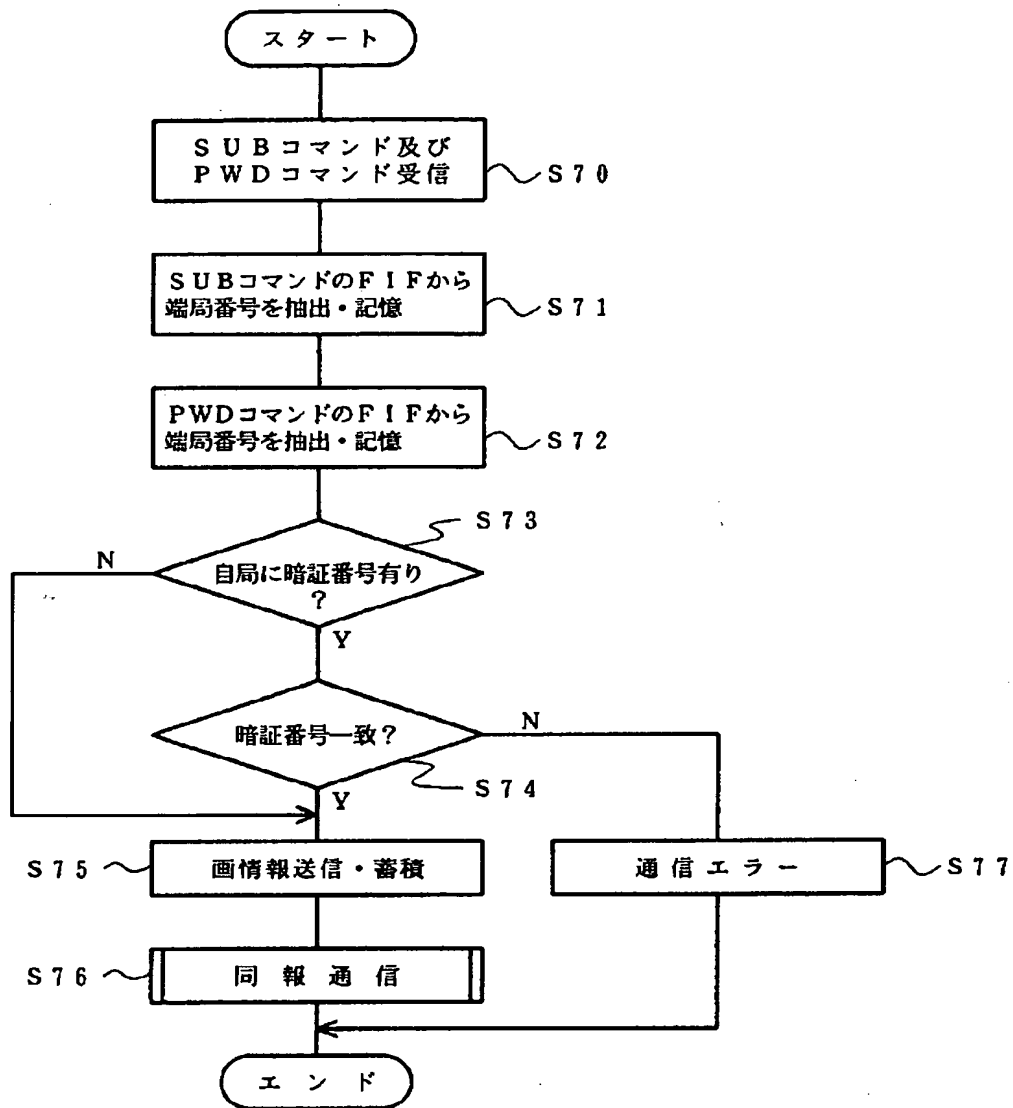 スタート
SUBコマンド及び
PWDコマンド受信
S70
SUBコマンドのFIFから
端局番号を抽出・記憶
S71
PWDコマンドのFIFから
端局番号を抽出・記憶
S72
S73
N
自局に暗証番号有り
?
Y
暗証番号一致?
N
S74
Y
S75
画情報送信・蓄積
通信エラー
S77
S76
同報通信
エンド